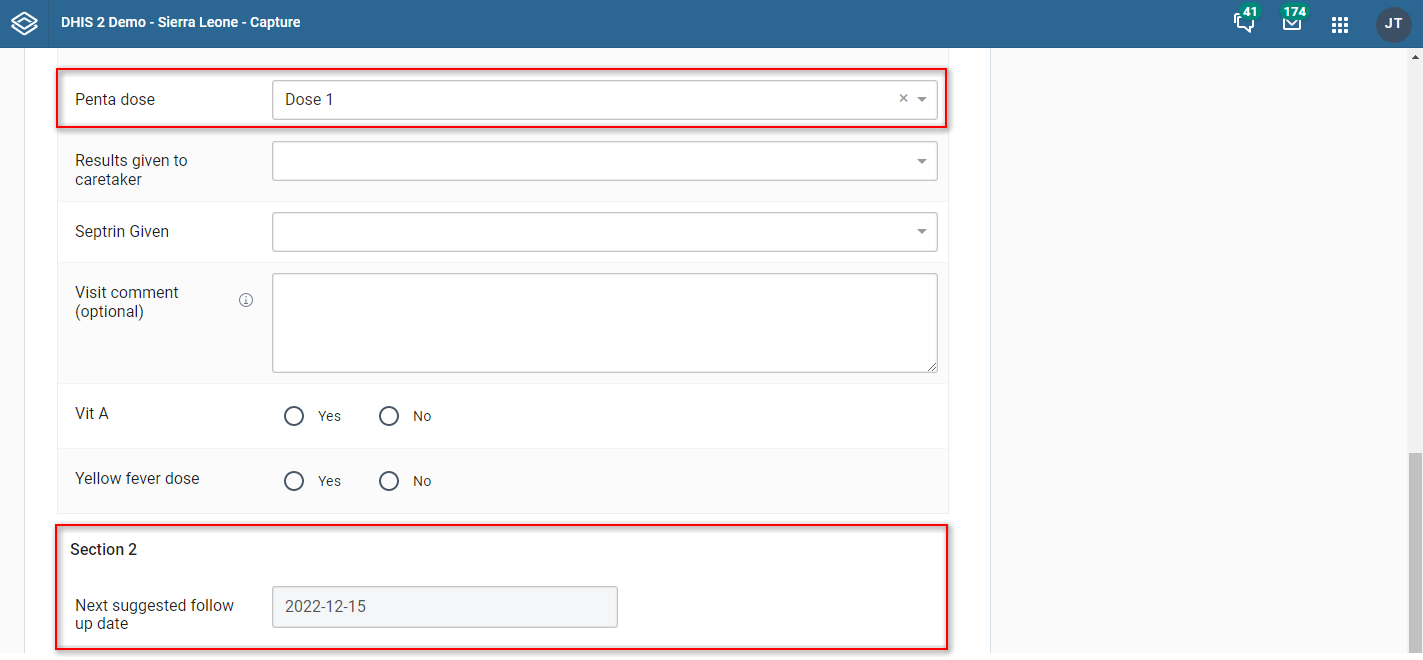 DHIS 2 Demo - Sierra Leone - Capture
41
174
JT
Penta dose
Dose 1
Results given to
caretaker
Septrin Given
Visit comment
(optional)
Vit A
Yes
No
Yellow fever dose
Yes
No
Section 2
Next suggested follow
up date
2022-12-15